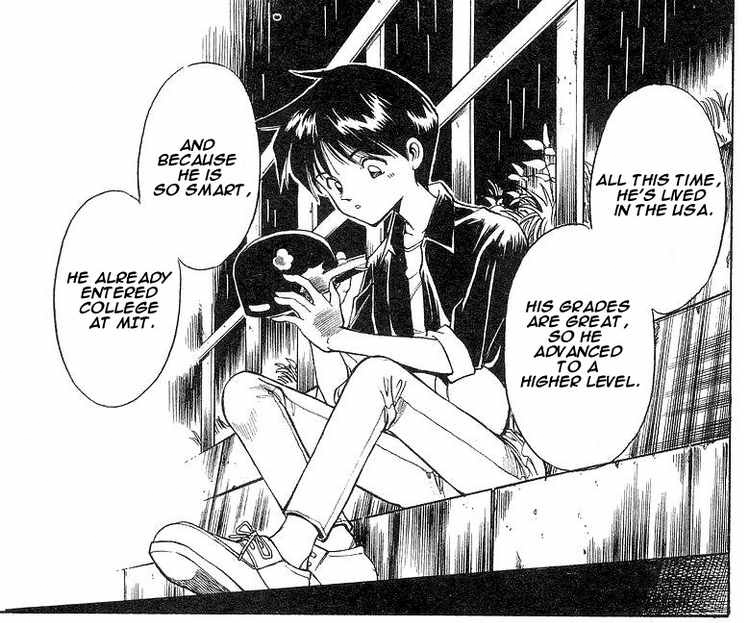 ALL THIS TIME,
HE'S LIVED
IN THE USA.
HIS GRADES
ARE GREAT,
SO HE
ADVANCED
TO A
HIGHER LEVEL.
AND
BECAUSE
HE IS
SO SMART,
HE ALREADY
ENTERED
COLLEGE
AT MIT.